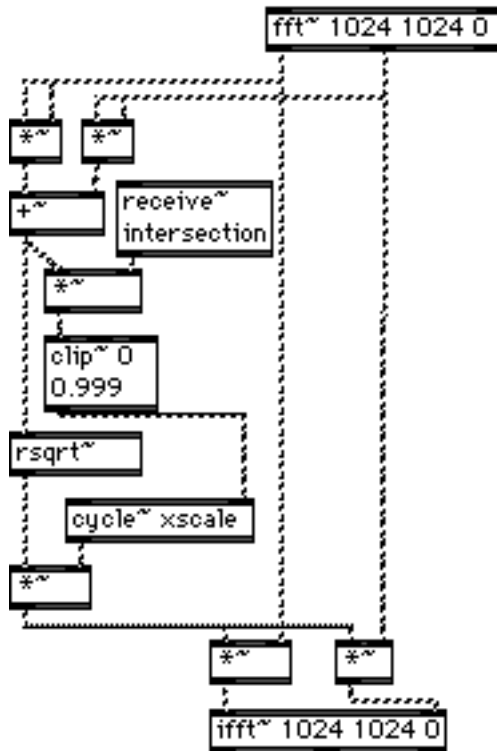 fft~ 1024 1024 0
*~ *~
+~
receive~
intersection
*~
clip~ 0
0.999
rsqrt~
cycle~ xscale
*~
*~ *~
ifft~ 1024 1024 0